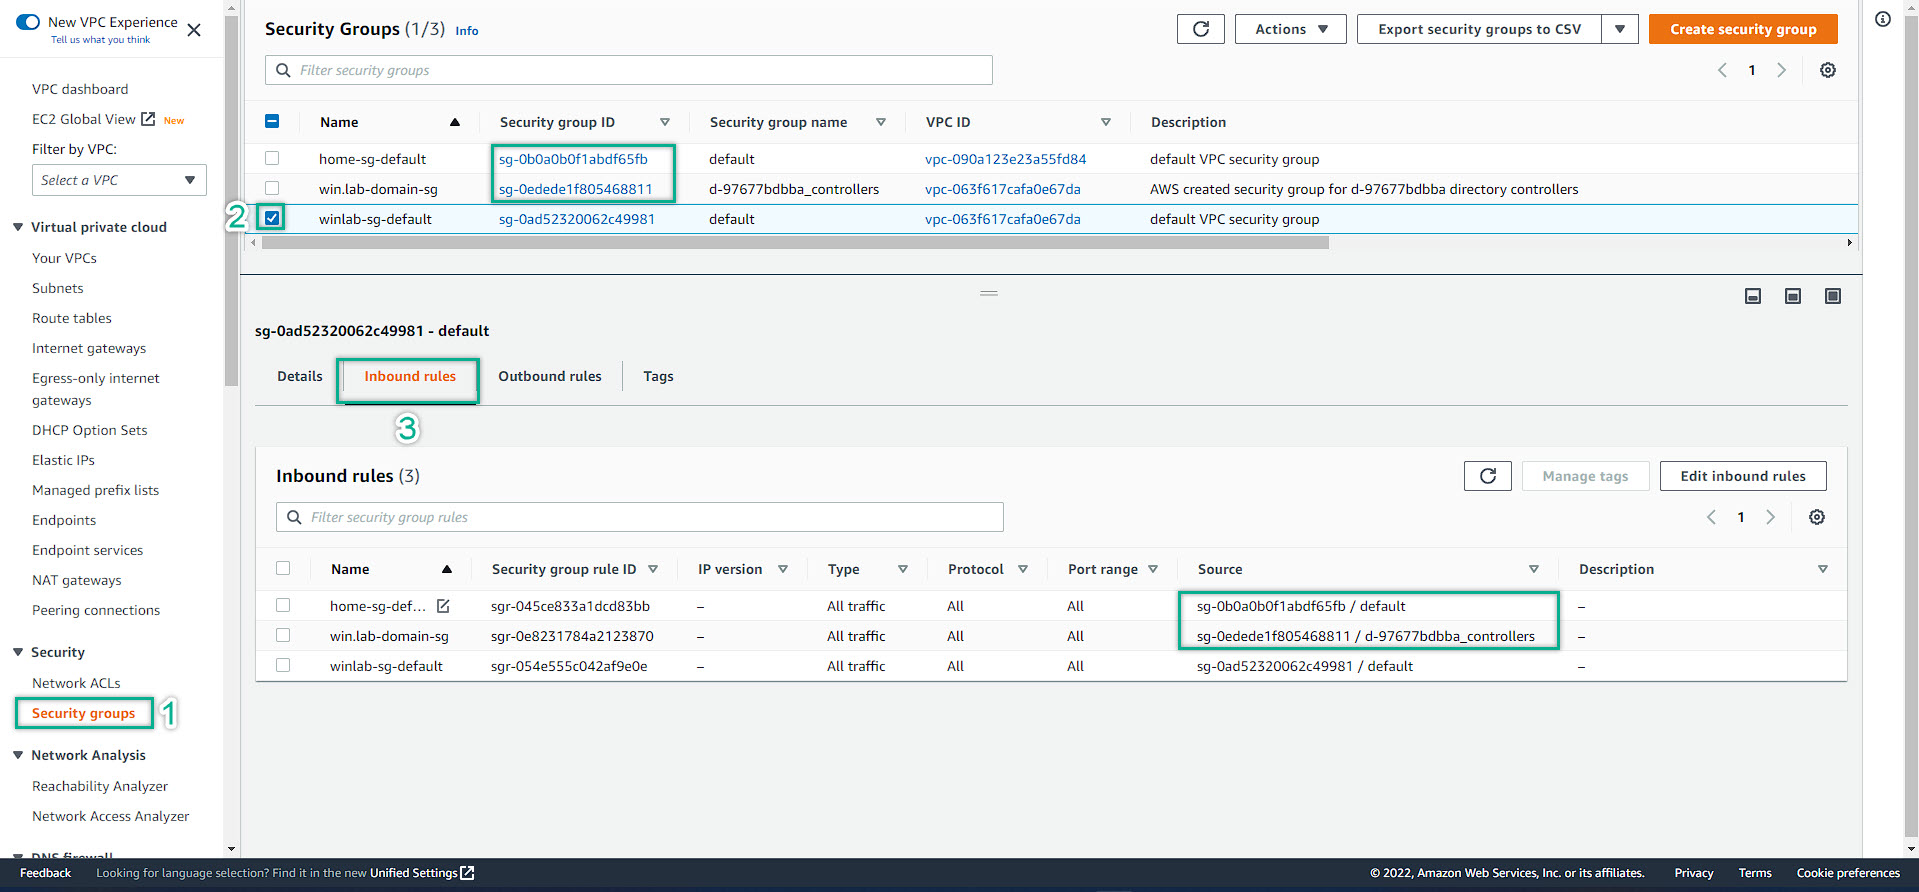 New VPC Experience
Tell us what you think
VPC dashboard
EC2 Global View New
Filter by VPC:
Select a VPC
Virtual private cloud
Your VPCs
Subnets
Route tables
Internet gateways
Egress-only internet
gateways
DHCP Option Sets
Elastic IPs
Managed prefix lists
Endpoints
Endpoint services
NAT gateways
Peering connections
Security
Network ACLs
Security groups 1
Network Analysis
Reachability Analyzer
Network Access Analyzer
DNS firewall
Security Groups (1/3) Info
Actions
Export security groups to CSV
Create security group
Filter security groups
1
Name Security group ID Security group name VPC ID Description
home-sg-default sg-0b0a0b0f1abdf65fb default vpc-090a123e23a55fd84 default VPC security group
win.lab-domain-sg sg-0edede1f805468811 d-97677bdbba_controllers vpc-063f617cafa0e67da AWS created security group for d-97677bdbba directory controllers
2 winlab-sg-default sg-0ad52320062c49981 default vpc-063f617cafa0e67da default VPC security group
sg-0ad52320062c49981 - default
Details Inbound rules Outbound rules Tags
3
Inbound rules (3)
Manage tags
Edit inbound rules
Filter security group rules
1
Name Security group rule ID IP version Type Protocol Port range Source Description
home-sg-def... sgr-045ce833a1dcd83bb – All traffic All All sg-0b0a0b0f1abdf65fb / default –
win.lab-domain-sg sgr-0e8231784a2123870 – All traffic All All sg-0edede1f805468811 / d-97677bdbba_controllers –
winlab-sg-default sgr-054e555c042af9e0e – All traffic All All sg-0ad52320062c49981 / default –
Feedback Looking for language selection? Find it in the new Unified Settings
© 2022, Amazon Web Services, Inc. or its affiliates. Privacy Terms Cookie preferences